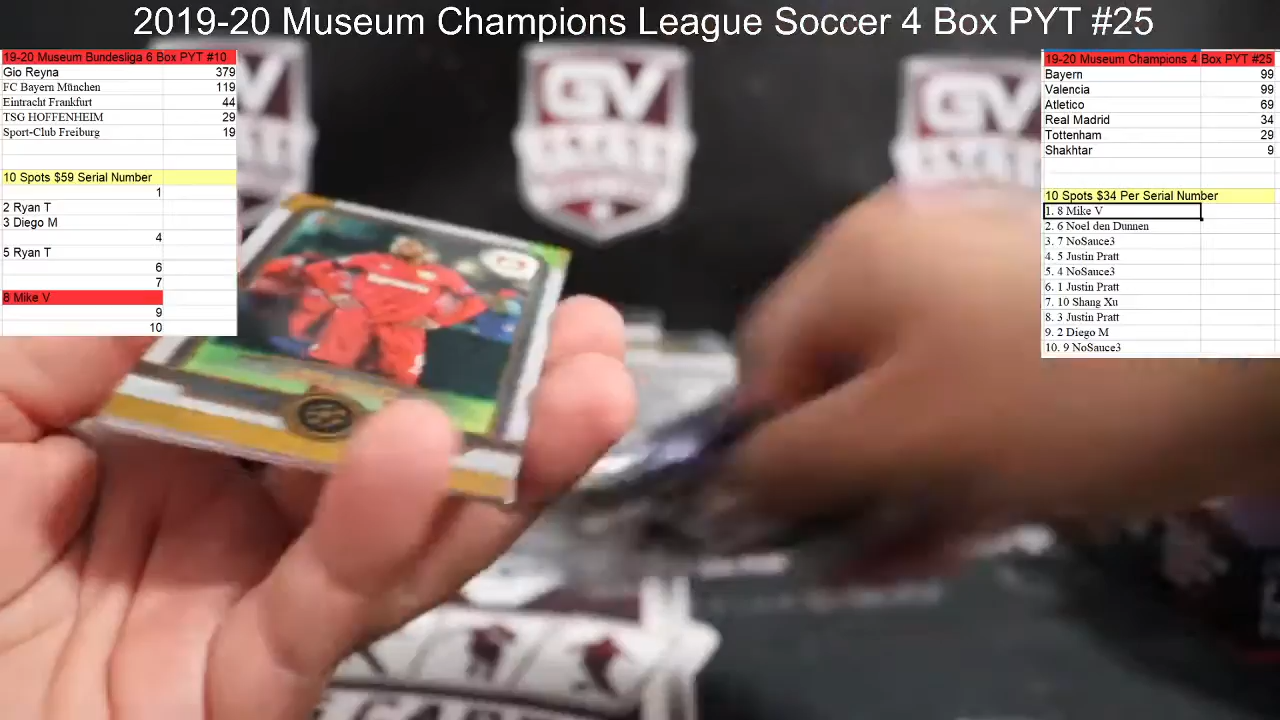 2019-20 Museum Champions League Soccer 4 Box PYT #25
19-20 Museum Bundesliga 6 Box PYT #10
Gio Reyna 379
FC Bayern München 119
Eintracht Frankfurt 44
TSG HOFFENHEIM 29
Sport-Club Freiburg 19
10 Spots $59 Serial Number
1
2 Ryan T
3 Diego M
4
5 Ryan T
6
7
8 Mike V
9
10
19-20 Museum Champions 4 Box PYT #25
Bayern 99
Valencia 99
Atletico 69
Real Madrid 34
Tottenham 29
Shakhtar 9
10 Spots $34 Per Serial Number
1. 8 Mike V
2. 6 Noel den Dunnen
3. 7 NoSauce3
4. 5 Justin Pratt
5. 4 NoSauce3
6. 1 Justin Pratt
7. 10 Shang Xu
8. 3 Justin Pratt
9. 2 Diego M
10. 9 NoSauce3
GV
GV
GV